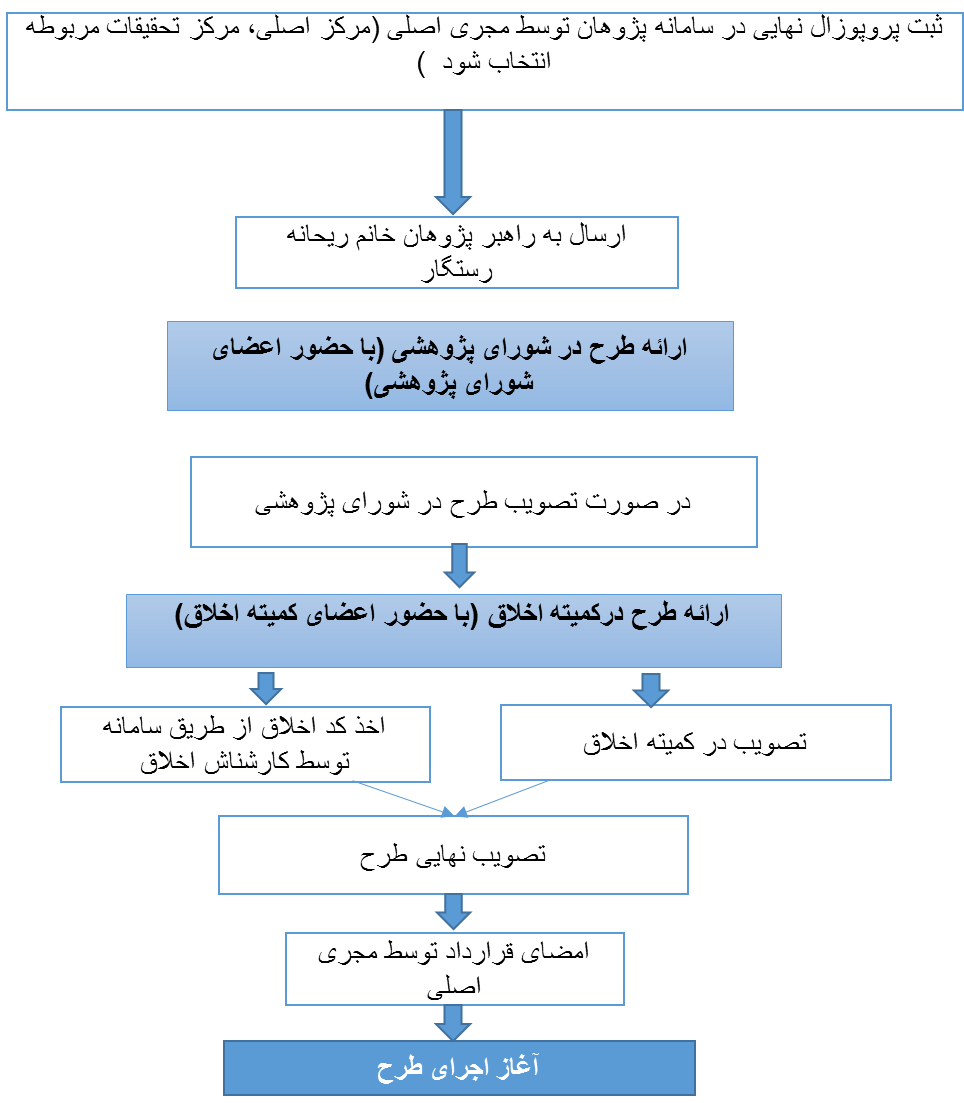 ثبت پروپوزال نهایی در سامانه پژوهان توسط مجری اصلی (مرکز اصلی، مرکز تحقیقات مربوطه
انتخاب شود )
ارسال به راهبر پژوهان خانم ریحانه
رستگار
ارائه طرح در شورای پژوهشی (با حضور اعضای
شورای پژوهشی)
در صورت تصویب طرح در شورای پژوهشی
ارائه طرح درکمیته اخلاق (با حضور اعضای کمیته اخلاق)
تصویب در کمیته اخلاق
اخذ کد اخلاق از طریق سامانه
توسط کارشناش اخلاق
تصویب نهایی طرح
امضای قرارداد توسط مجری
اصلی
آغاز اجرای طرح